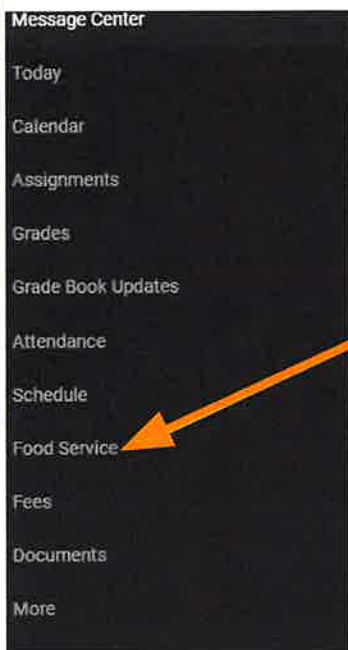 Message Center
Today
Calendar
Assignments
Grades
Grade Book Updates
Attendance
Schedule
Food Service
Fees
Documents
More